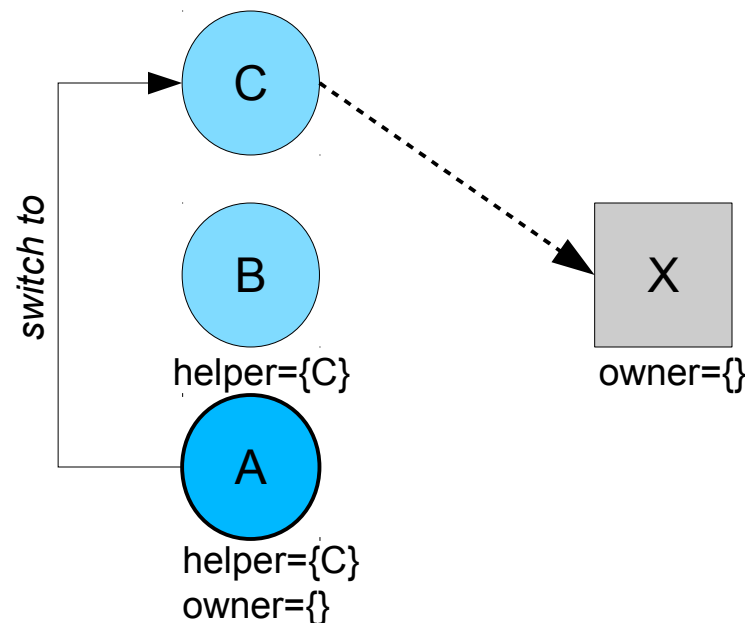 C
switch to
B
X
helper={C}
owner={}
A
helper={C}
owner={}